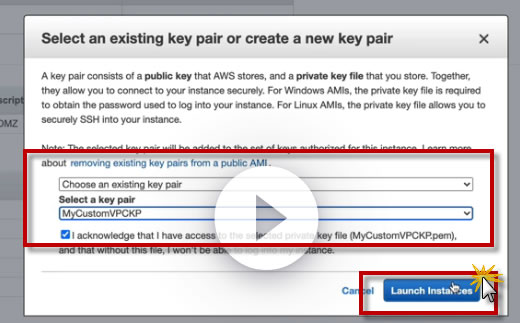 Select an existing key pair or create a new key pair
A key pair consists of a public key that AWS stores, and a private key file that you store. Together,
they allow you to connect to your instance securely. For Windows AMIs, the private key file is required
to obtain the password used to log into your instance. For Linux AMIs, the private key file allows you to
securely SSH into your instance.
Note: The selected key pair will be added to the set of keys authorized for this instance. Learn more
about removing existing key pairs from a public AMI.
Choose an existing key pair
Select a key pair
MyCustomVPCKP
I acknowledge that I have access to the selected private key file (MyCustomVPCKP.pem),
and that without this file, I won't be able to log into my instance.
Cancel
Launch Instances
script
DMZ